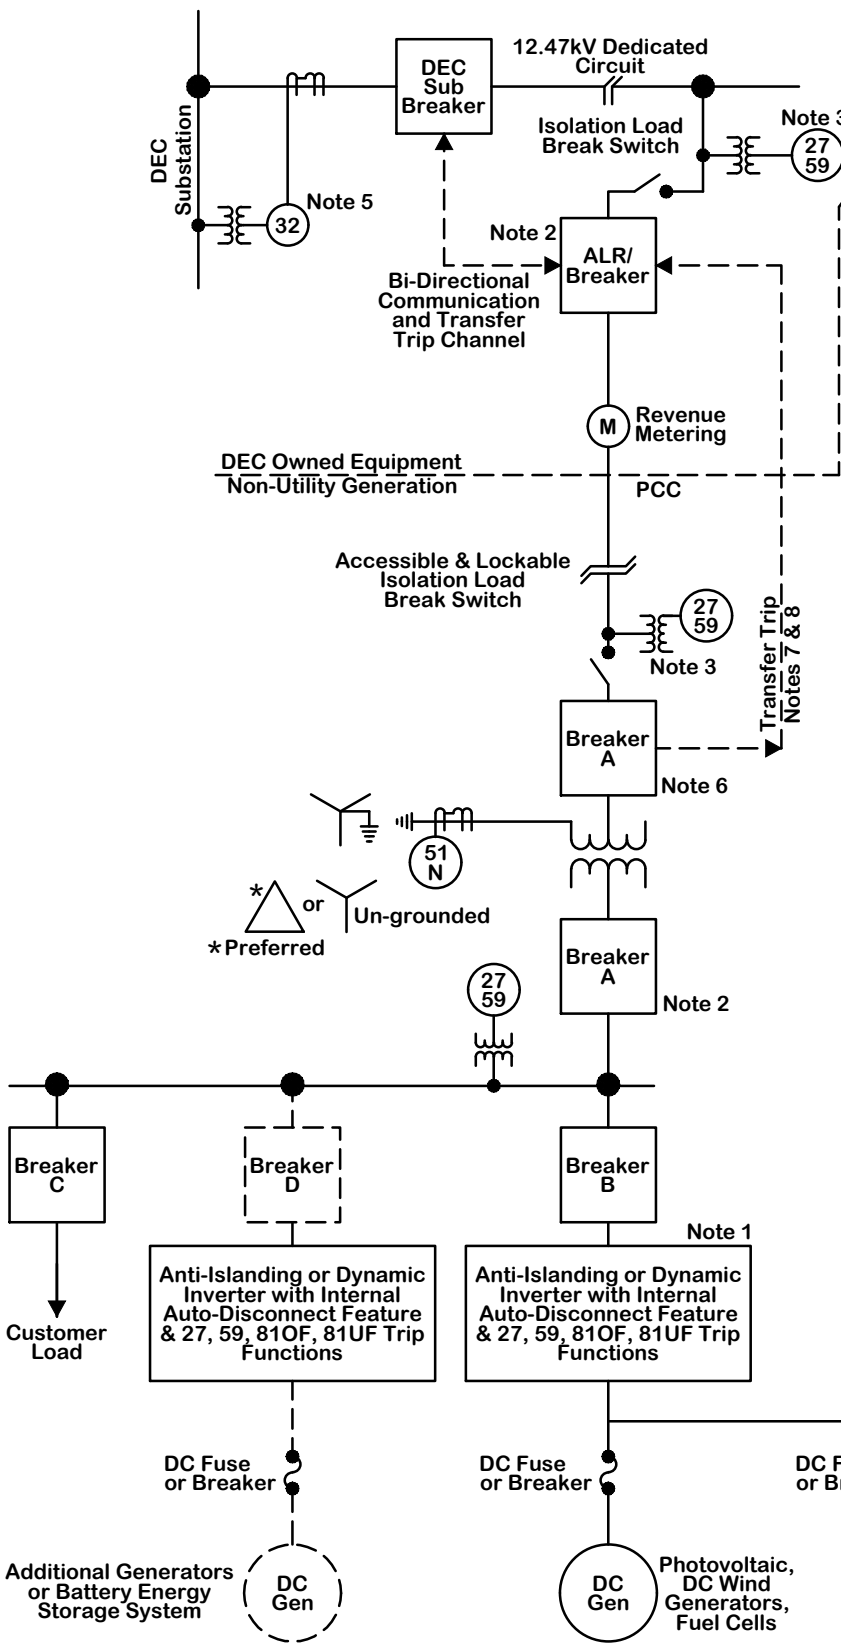 12.47kV Dedicated
Circuit
DEC
Sub
Breaker
DEC
Substation
Isolation Load
Break Switch
Note 3
27
59
32
Note 5
Note 2
ALR/
Breaker
Bi-Directional
Communication
and Transfer
Trip Channel
M
Revenue
Metering
DEC Owned Equipment
Non-Utility Generation
PCC
Accessible & Lockable
Isolation Load
Break Switch
27
59
Note 3
Transfer Trip
Notes 7 & 8
Breaker
A
Note 6
51
N
* or
Un-grounded
*Preferred
Breaker
A
Note 2
27
59
Breaker
C
Breaker
D
Breaker
B
Note 1
Anti-Islanding or Dynamic
Inverter with Internal
Auto-Disconnect Feature
& 27, 59, 81OF, 81UF Trip
Functions
Anti-Islanding or Dynamic
Inverter with Internal
Auto-Disconnect Feature
& 27, 59, 81OF, 81UF Trip
Functions
Customer
Load
DC Fuse
or Breaker
DC Fuse
or Breaker
DC
Additional Generators
or Battery Energy
Storage System
DC
Gen
DC
Gen
Photovoltaic,
DC Wind
Generators,
Fuel Cells